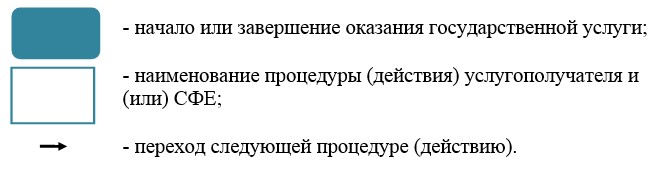 - начало или завершение оказания государственной услуги;
- наименование процедуры (действия) услугополучателя и
(или) СФЕ;
- переход следующей процедуре (действию).